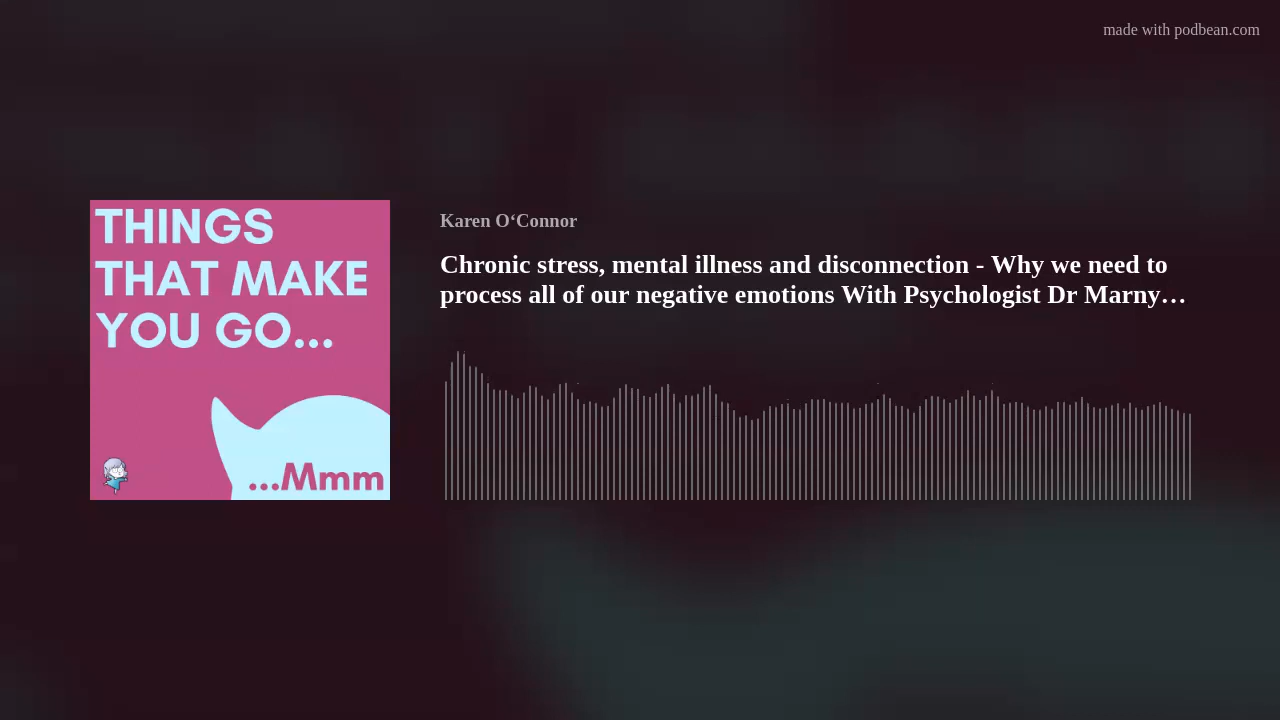 made with podbean.com
THINGS
THAT MAKE
YOU GO...
...Mmm
Karen O‘Connor
Chronic stress, mental illness and disconnection - Why we need to
process all of our negative emotions With Psychologist Dr Marny…